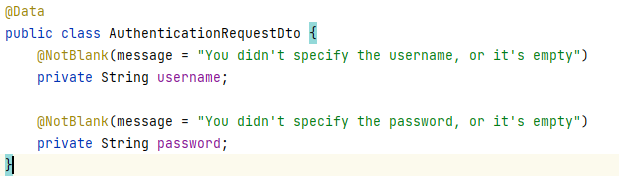 @Data
public class AuthenticationRequestDto {
    @NotBlank(message = "You didn't specify the username, or it's empty")
    private String username;

    @NotBlank(message = "You didn't specify the password, or it's empty")
    private String password;
}